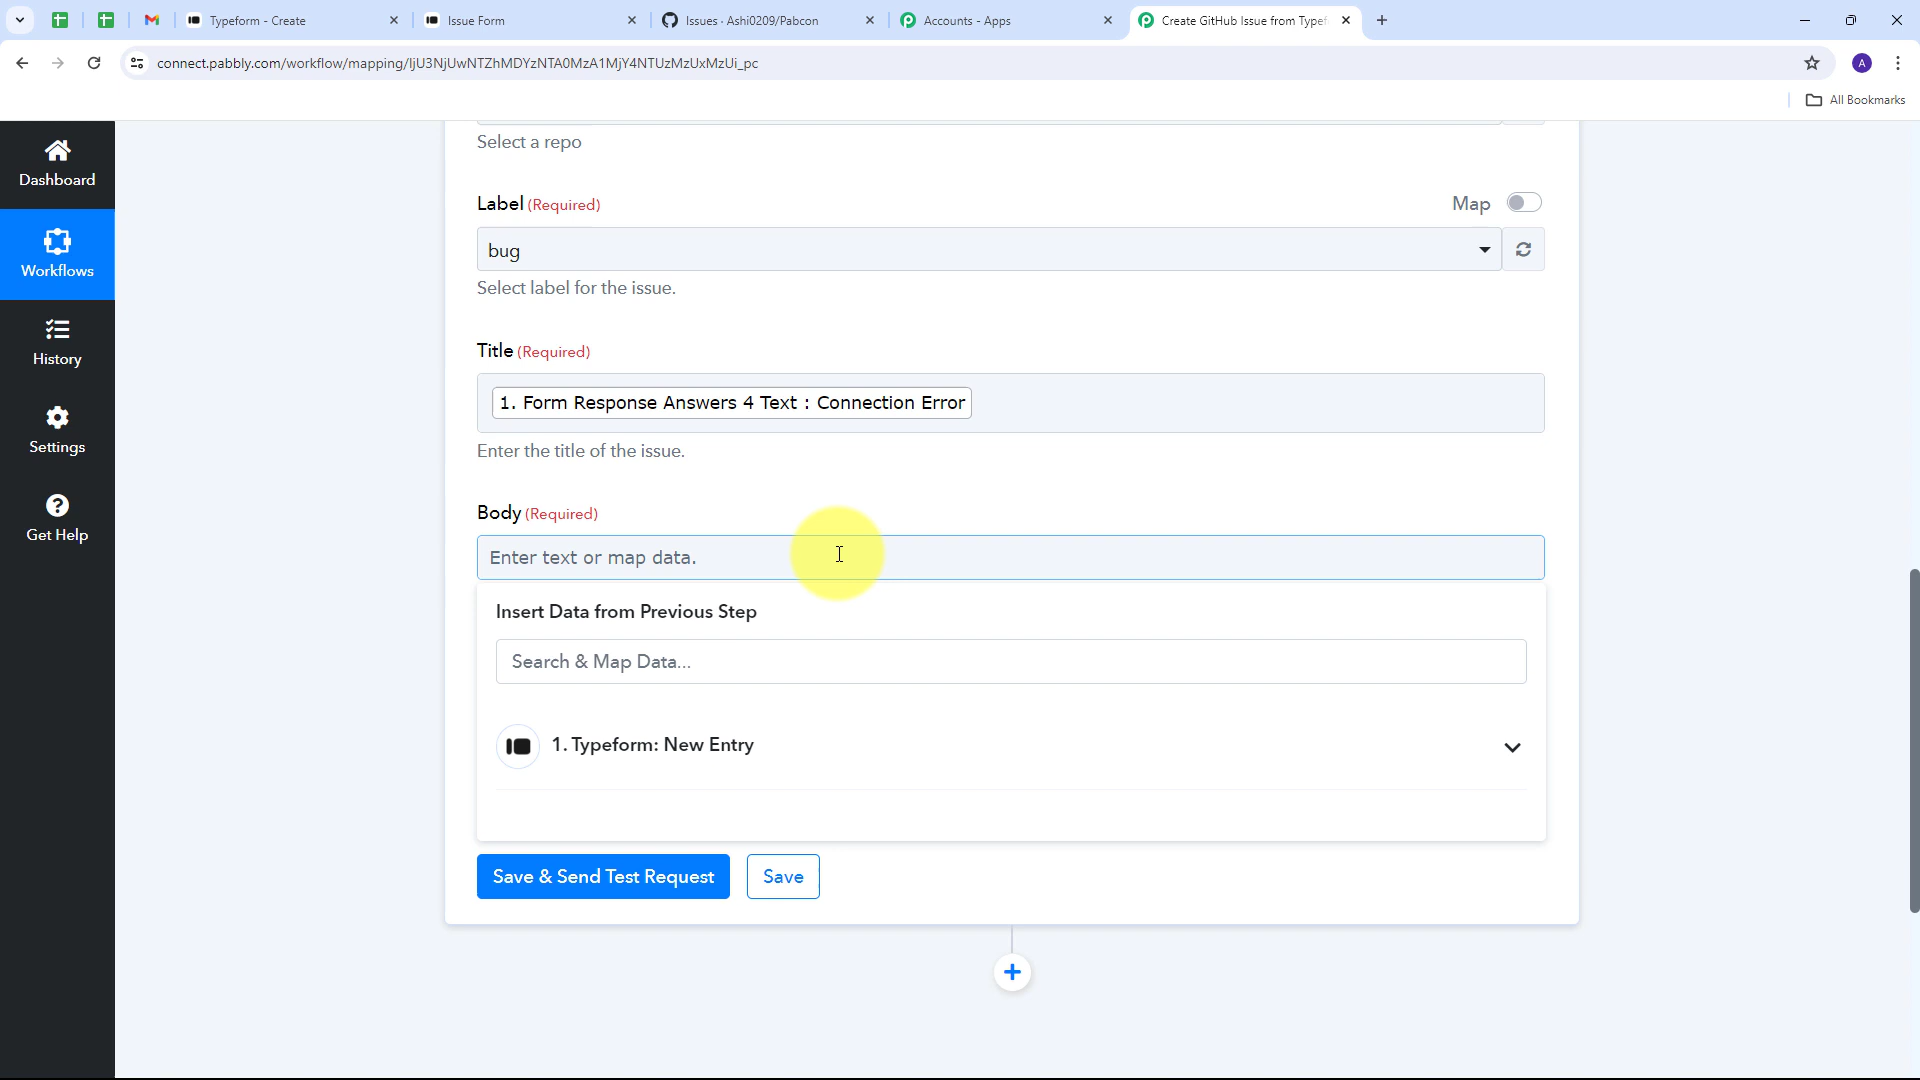 Typeform - Create
Issue Form
Issues · Ashi0209/Pabcon
Accounts - Apps
Create GitHub Issue from Typef
connect.pabbly.com/workflow/mapping/IjU3NjUwNTZhMDYzNTA0MzA1MjY4NTUzMzUxMzUi_pc
A
All Bookmarks
Dashboard
Workflows
History
Settings
Get Help
Select a repo
Label (Required)
Map
bug
Select label for the issue.
Title (Required)
1. Form Response Answers 4 Text : Connection Error
Enter the title of the issue.
Body (Required)
Enter text or map data.
Insert Data from Previous Step
Search & Map Data...
1. Typeform: New Entry
Save & Send Test Request
Save